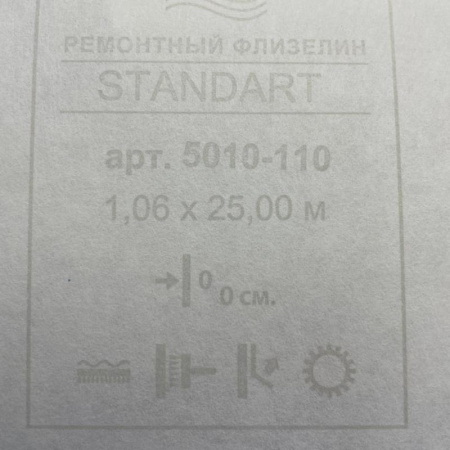 РЕМОНТНЫЙ ФЛИЗЕЛИН
STANDART
арт. 5010-110
1,06 x 25,00 м
0
0 см.